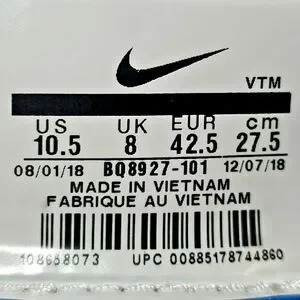 VTM
US UK EUR cm
10.5 8 42.5 27.5
08/01/18 BQ8927-101 12/07/18
MADE IN VIETNAM
FABRIQUE AU VIETNAM
UPC 00885178744860